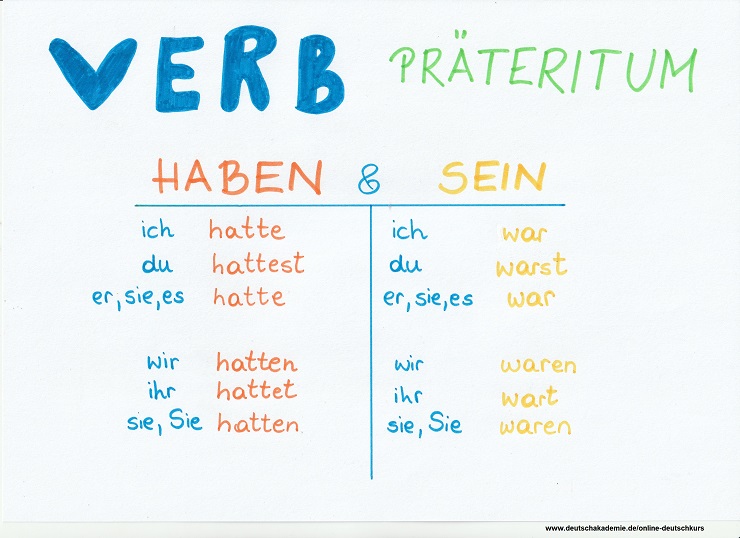 VERB PRÄTERITUM
HABEN & SEIN
ich hatte ich war
du hattest du warst
er, sie, es hatte er, sie, es war
wir hatten wir waren
ihr hattet ihr wart
sie, Sie hatten sie, Sie waren
www.deutschakademie.de/online-deutschkurs